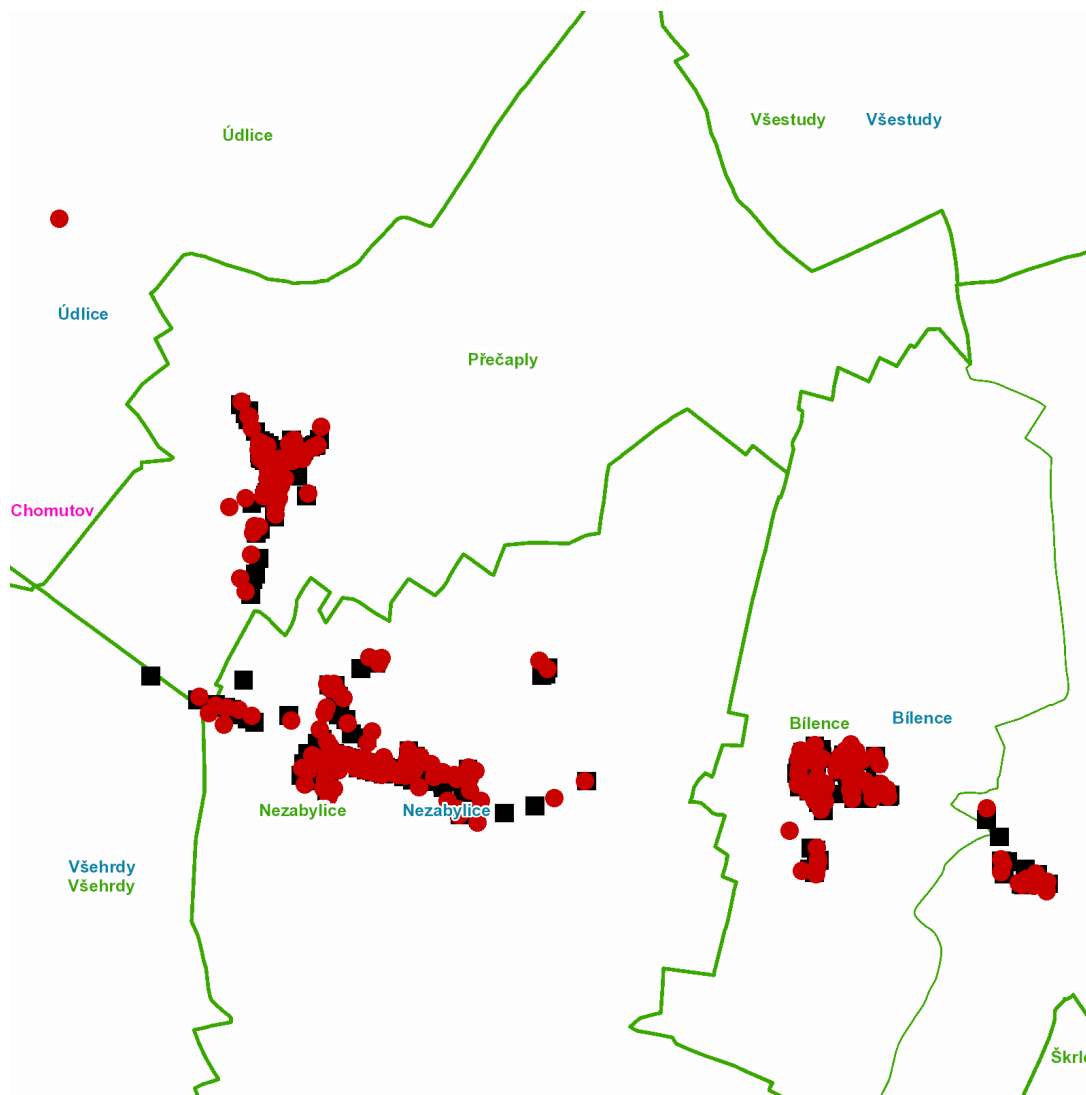 Všestudy Všestudy
Údlice
Údlice
Přečaply
Chomutov
Bílence
Bílence
Nezabylice Nezabylice
Všehrdy
Všehrdy